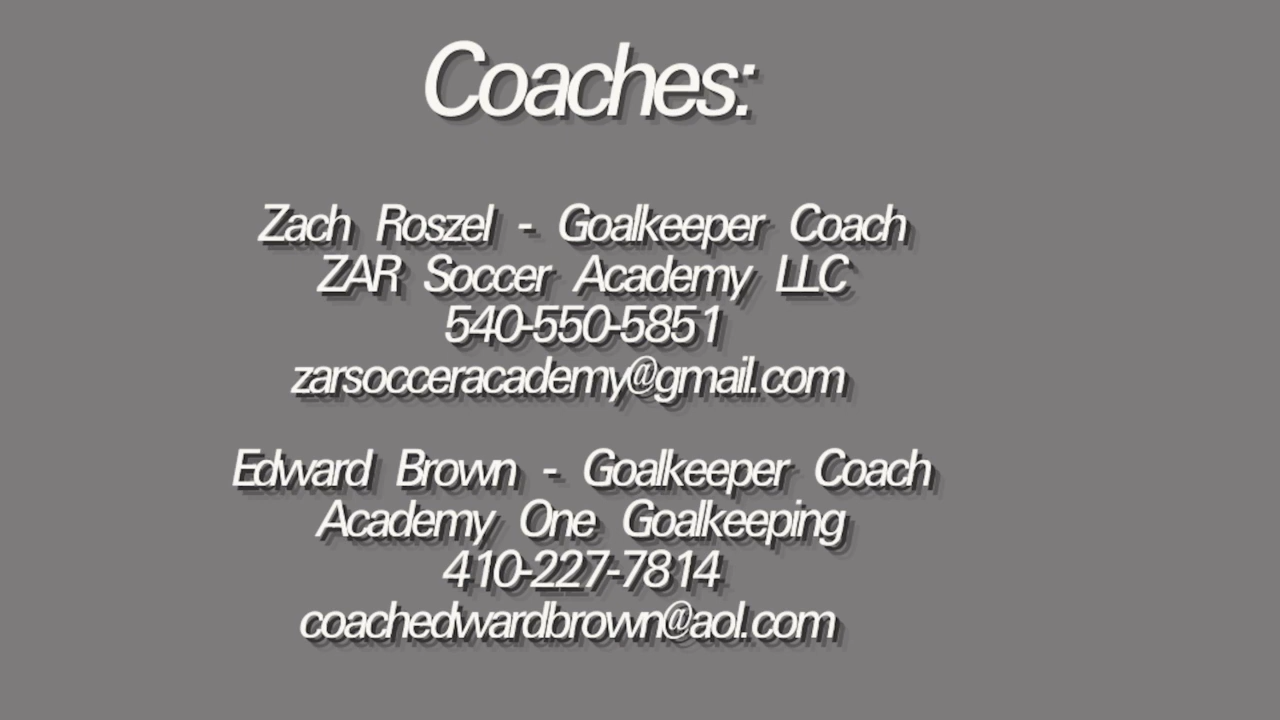 Coaches:
Zach Roszel - Goalkeeper Coach
ZAR Soccer Academy LLC
540-550-5851
zarsocceracademy@gmail.com
Edward Brown - Goalkeeper Coach
Academy One Goalkeeping
410-227-7814
coachedwardbrown@aol.com